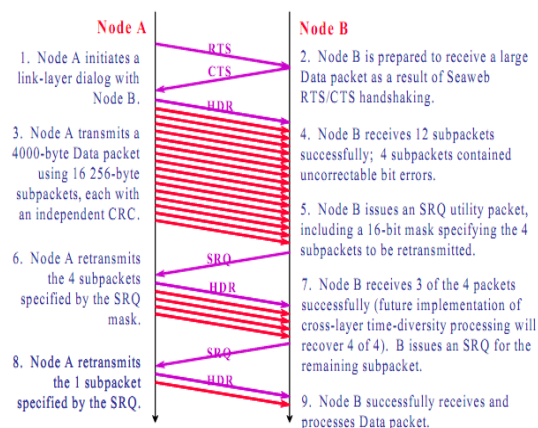 Node A
Node B
RTS
1. Node A initiates a
link-layer dialog with
Node B.
2. Node B is prepared to receive a large
Data packet as a result of Seaweb
RTS/CTS handshaking.
CTS
HDR
3. Node A transmits a
4000-byte Data packet
using 16 256-byte
subpackets, each with
an independent CRC.
4. Node B receives 12 subpackets
successfully; 4 subpackets contained
uncorrectable bit errors.
5. Node B issues an SRQ utility packet,
including a 16-bit mask specifying the 4
subpackets to be retransmitted.
SRQ
6. Node A retransmits
the 4 subpackets
specified by the SRQ
mask.
HDR
7. Node B receives 3 of the 4 packets
successfully (future implementation of
cross-layer time-diversity processing will
recover 4 of 4). B issues an SRQ for the
remaining subpacket.
SRQ
8. Node A retransmits
the 1 subpacket
specified by the SRQ.
HDR
9. Node B successfully receives and
processes Data packet.